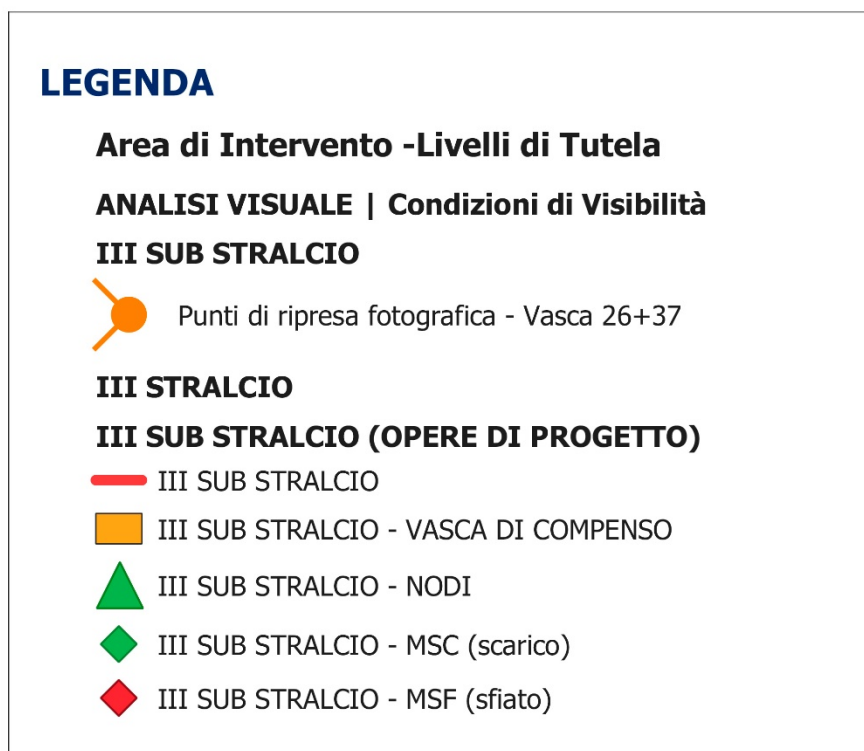 LEGENDA
Area di Intervento -Livelli di Tutela
ANALISI VISUALE | Condizioni di Visibilità
III SUB STRALCIO
Punti di ripresa fotografica - Vasca 26+37
III STRALCIO
III SUB STRALCIO (OPERE DI PROGETTO)
III SUB STRALCIO
III SUB STRALCIO - VASCA DI COMPENSO
III SUB STRALCIO - NODI
III SUB STRALCIO - MSC (scarico)
III SUB STRALCIO - MSF (sfiato)